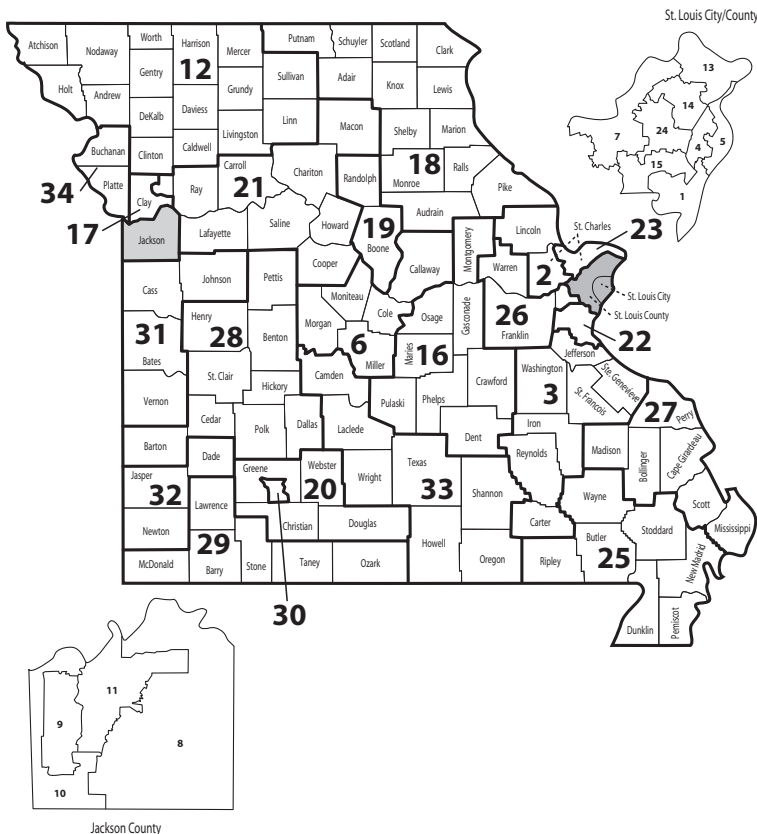 St. Louis City/County
Atchison
Nodaway
Worth
Harrison
Mercer
Putnam
Schuyler
Scotland
Clark
Gentry
12
Sullivan
Adair
Knox
Lewis
Holt
Andrew
DeKalb
Daviess
Grundy
Linn
Macon
Shelby
Marion
Buchanan
Clinton
Caldwell
Livingston
Carroll
Chariton
Randolph
18
Monroe
Ralls
Pike
34
Platte
Clay
Ray
21
Audrain
17
Jackson
Lafayette
Saline
Howard
19
Boone
Callaway
Montgomery
Lincoln
Warren
St. Charles
23
2
St. Louis City
St. Louis County
Cass
Johnson
Pettis
Cooper
Moniteau
Cole
Osage
Gasconade
26
Franklin
22
Jefferson
31
Henry
28
Benton
Morgan
6
Miller
Maries
16
Bates
St. Clair
Hickory
Camden
Crawford
Washington
3
Ste. Genevieve
St. Francois
27
Perry
Vernon
Cedar
Polk
Dallas
Laclede
Pulaski
Phelps
Dent
Iron
Reynolds
Madison
Bollinger
Cape Girardeau
Barton
Dade
Greene
Webster
20
Wright
Texas
33
Shannon
Wayne
Scott
Mississippi
Jasper
32
Lawrence
Newton
29
Christian
Douglas
Howell
Carter
Butler
Stoddard
New Madrid
McDonald
Barry
Stone
Taney
Ozark
Oregon
Ripley
25
30
Dunklin
Pemiscot
13
14
7
24
5
4
15
1
11
9
8
10
Jackson County